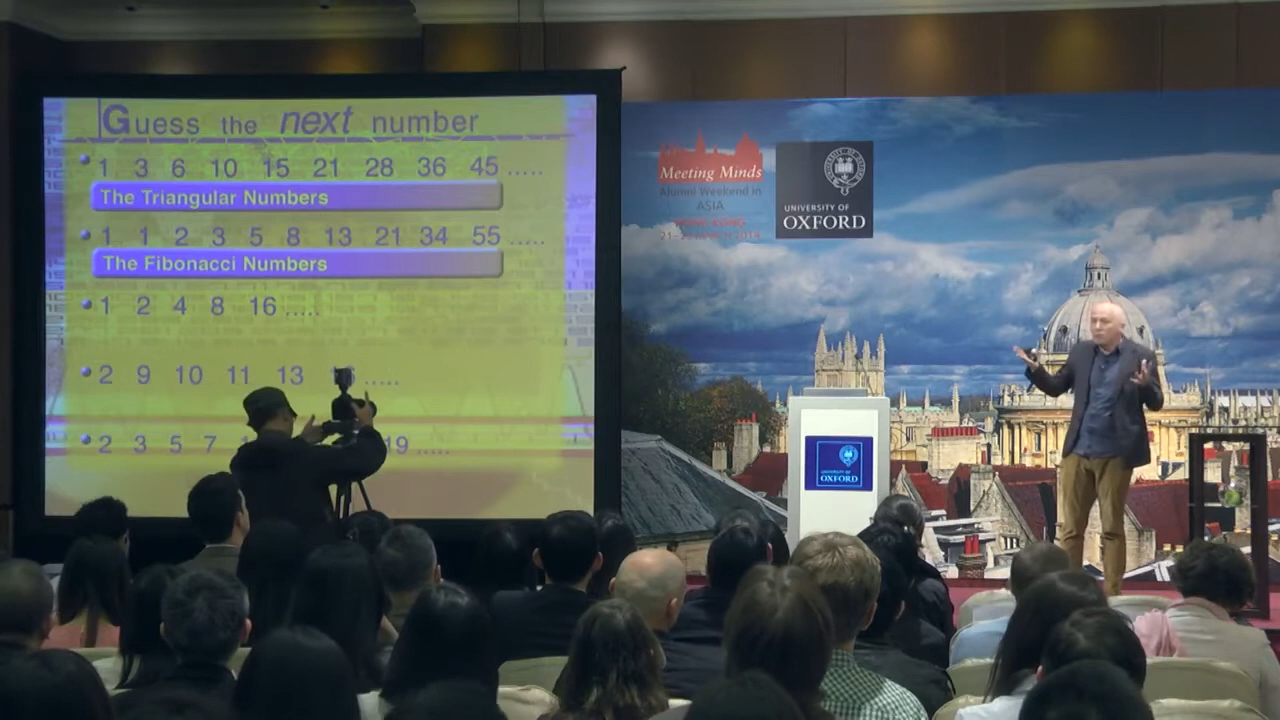 Guess the next number
1 3 6 10 15 21 28 36 45 .....
The Triangular Numbers
1 1 2 3 5 8 13 21 34 55 .....
The Fibonacci Numbers
1 2 4 8 16 .....
2 9 10 11 13 .....
2 3 5 7 19 .....
Meeting Minds
Alumni Weekend in
ASIA
HONG KONG
UNIVERSITY OF
OXFORD
UNIVERSITY OF
OXFORD